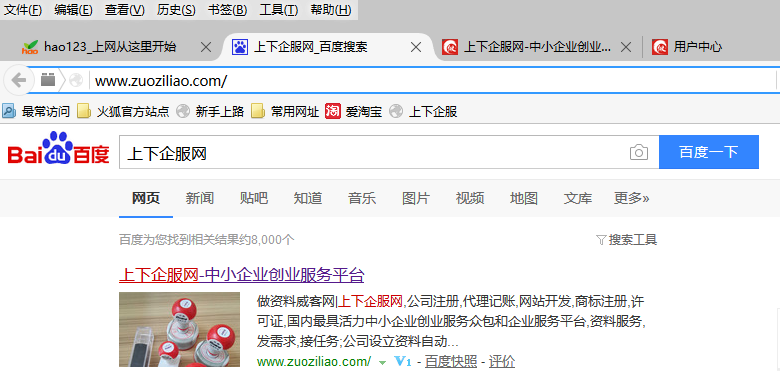 文件(F) 编辑(E) 查看(V) 历史(S) 书签(B) 工具(T) 帮助(H)
hao123_上网从这里开始 上下企服网_百度搜索 上下企服网-中小企业创业... 用户中心
www.zuoziliao.com/
最常访问 火狐官方站点 新手上路 常用网址 淘 爱淘宝 上下企服
Bai du 百度 上下企服网 百度一下
网页 新闻 贴吧 知道 音乐 图片 视频 地图 文库 更多»
百度为您找到相关结果约8,000个 搜索工具
上下企服网-中小企业创业服务平台
做资料威客网|上下企服网,公司注册,代理记账,网站开发,商标注册,许
可证,国内最具活力中小企业创业服务众包和企业服务平台,资料服务,
发需求,接任务;公司设立资料自动...
www.zuoziliao.com/ V1 - 百度快照 - 评价